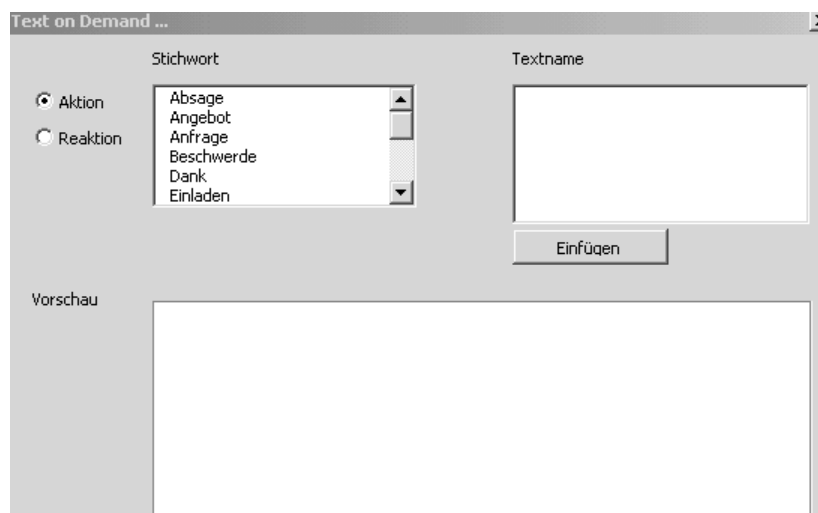 Text on Demand ...
Stichwort
Textname
Aktion
Reaktion
Absage
Angebot
Anfrage
Beschwerde
Dank
Einladen
Einfügen
Vorschau